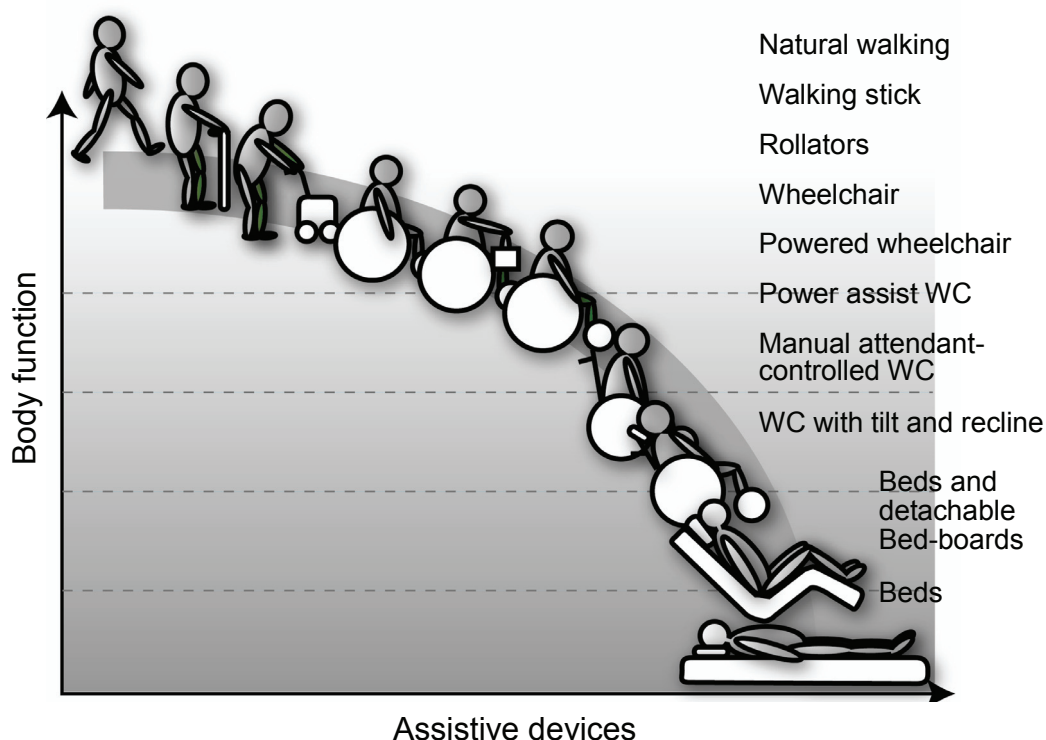 Natural walking
Walking stick
Rollators
Wheelchair
Powered wheelchair
Power assist WC
Manual attendant-
controlled WC
WC with tilt and recline
Beds and
detachable
Bed-boards
Beds
Body function
Assistive devices